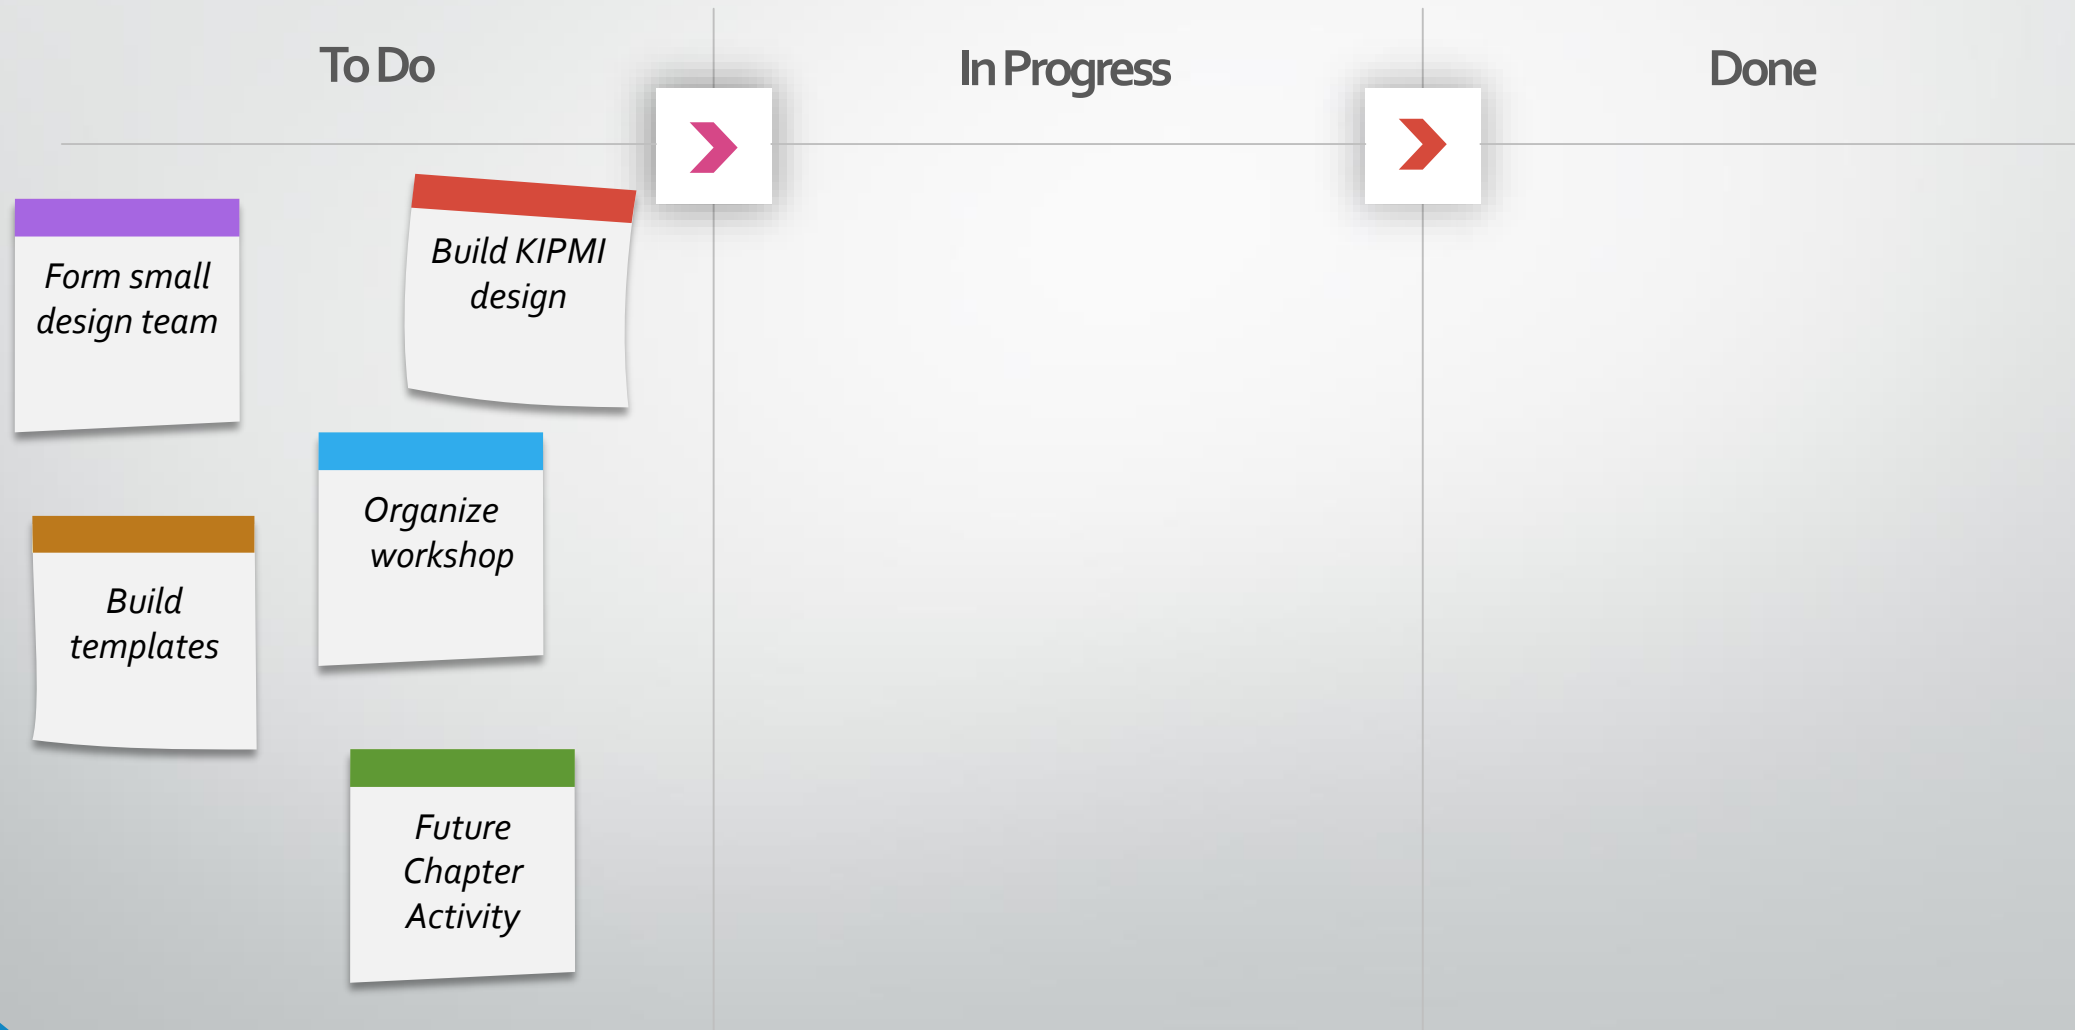 To Do
In Progress
Done
Form small
design team
Build KIPMI
design
Organize
workshop
Build
templates
Future
Chapter
Activity